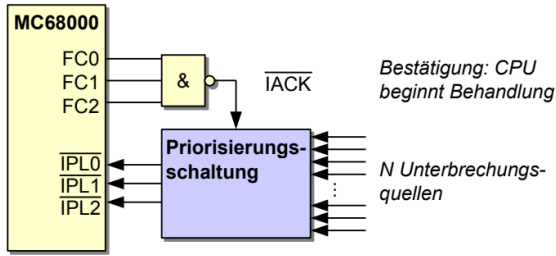 MC68000
FC0
FC1
FC2
&
IACK
Bestätigung: CPU
beginnt Behandlung
Priorisierungs-
schaltung
IPL0
IPL1
IPL2
N Unterbrechungs-
quellen